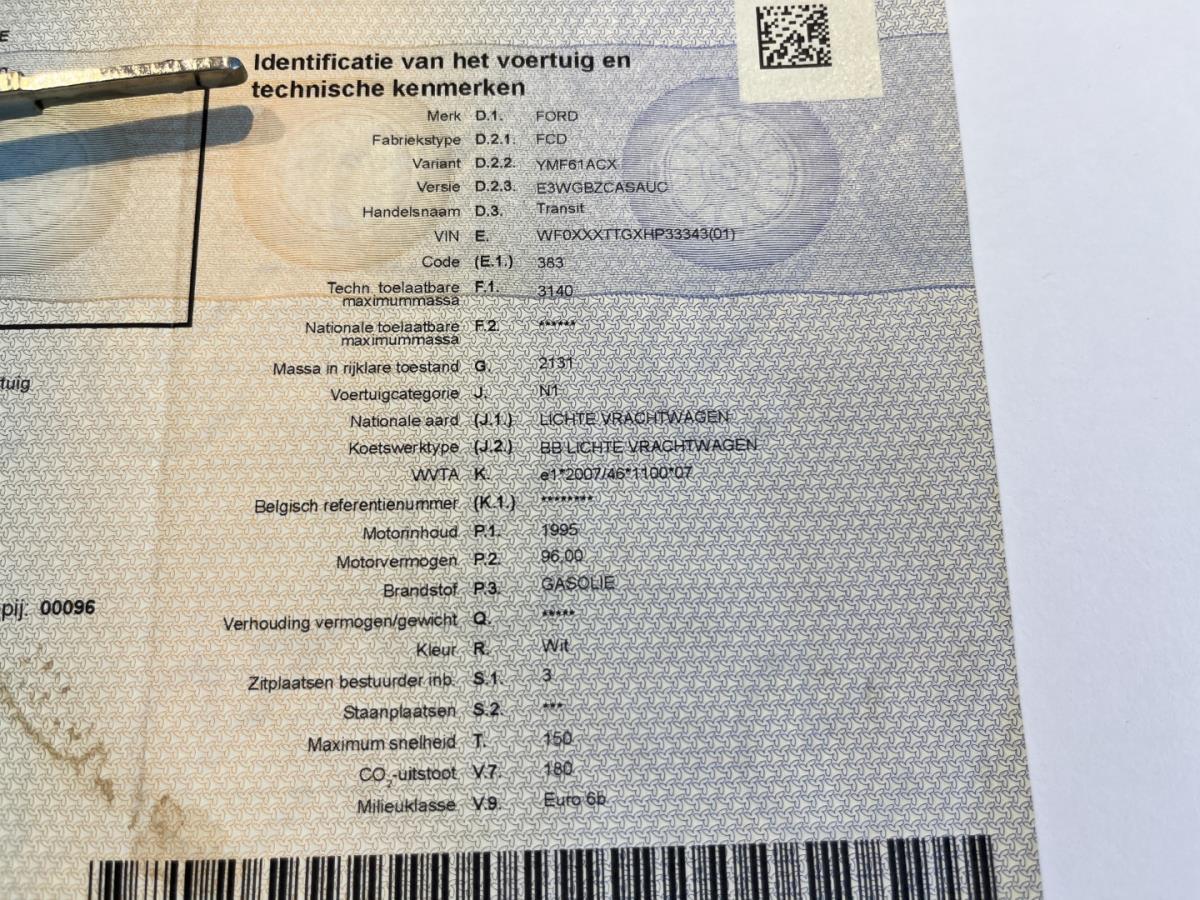 E
Identificatie van het voertuig en
technische kenmerken
Merk D.1. FORD
Fabriekstype D.2.1. FCD
Variant D.2.2. YMF61ACX
Versie D.2.3. E3WGBZCASAUC
Handelsnaam D.3. Transit
VIN E. WF0XXXTTGXHP33343(01)
Code (E.1.) 383
Techn. toelaatbare F.1. 3140
maximummassa
Nationale toelaatbare F.2. ******
maximummassa
Massa in rijklare toestand G. 2131
tuig
Voertuigcategorie J. N1
Nationale aard (J.1.) LICHTE VRACHTWAGEN
Koetswerktype (J.2.) BB LICHTE VRACHTWAGEN
WVTA K. e1*2007/46*1100*07
Belgisch referentienummer (K.1.) ********
Motorinhoud P.1. 1995
Motorvermogen P.2. 96,00
Brandstof P.3. GASOLIE
pij: 00096
Verhouding vermogen/gewicht Q. *****
Kleur R. Wit
Zitplaatsen bestuurder inb. S.1. 3
Staanplaatsen S.2. ***
Maximum snelheid T. 150
CO₂-uitstoot V.7. 180
Milieuklasse V.9. Euro 6b